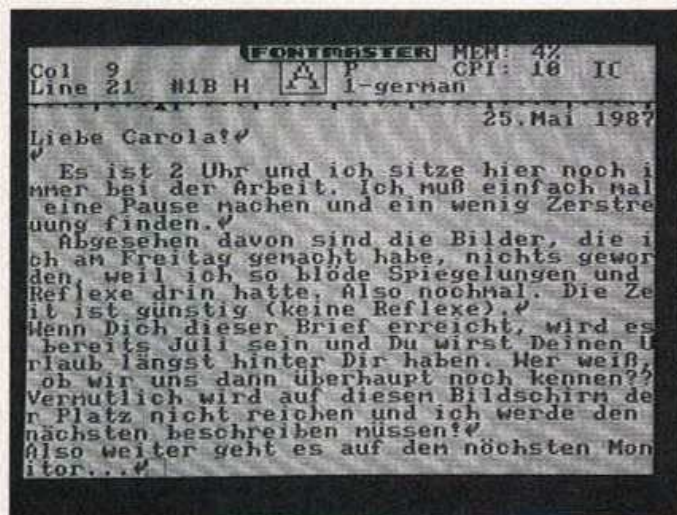 FONTMASTER MEM: 4%
Col 9 A P CPI: 10 IC
Line 21 #1B H 1-german
25.Mai 1987
Liebe Carola!
Es ist 2 Uhr und ich sitze hier noch i
mmer bei der Arbeit. Ich muß einfach mal
eine Pause machen und ein wenig Zerstre
uung finden.
Abgesehen davon sind die Bilder, die i
ch am Freitag gemacht habe, nichts gewor
den, weil ich so blöde Spiegelungen und
Reflexe drin hatte. Also nochmal. Die Ze
it ist günstig (keine Reflexe).
Wenn Dich dieser Brief erreicht, wird es
bereits Juli sein und Du wirst Deinen U
rlaub längst hinter Dir haben. Wer weiß,
ob wir uns dann überhaupt noch kennen??
Vermutlich wird auf diesem Bildschirm de
r Platz nicht reichen und ich werde den
nächsten beschreiben müssen!
Also weiter geht es auf dem nöchsten Mon
itor...